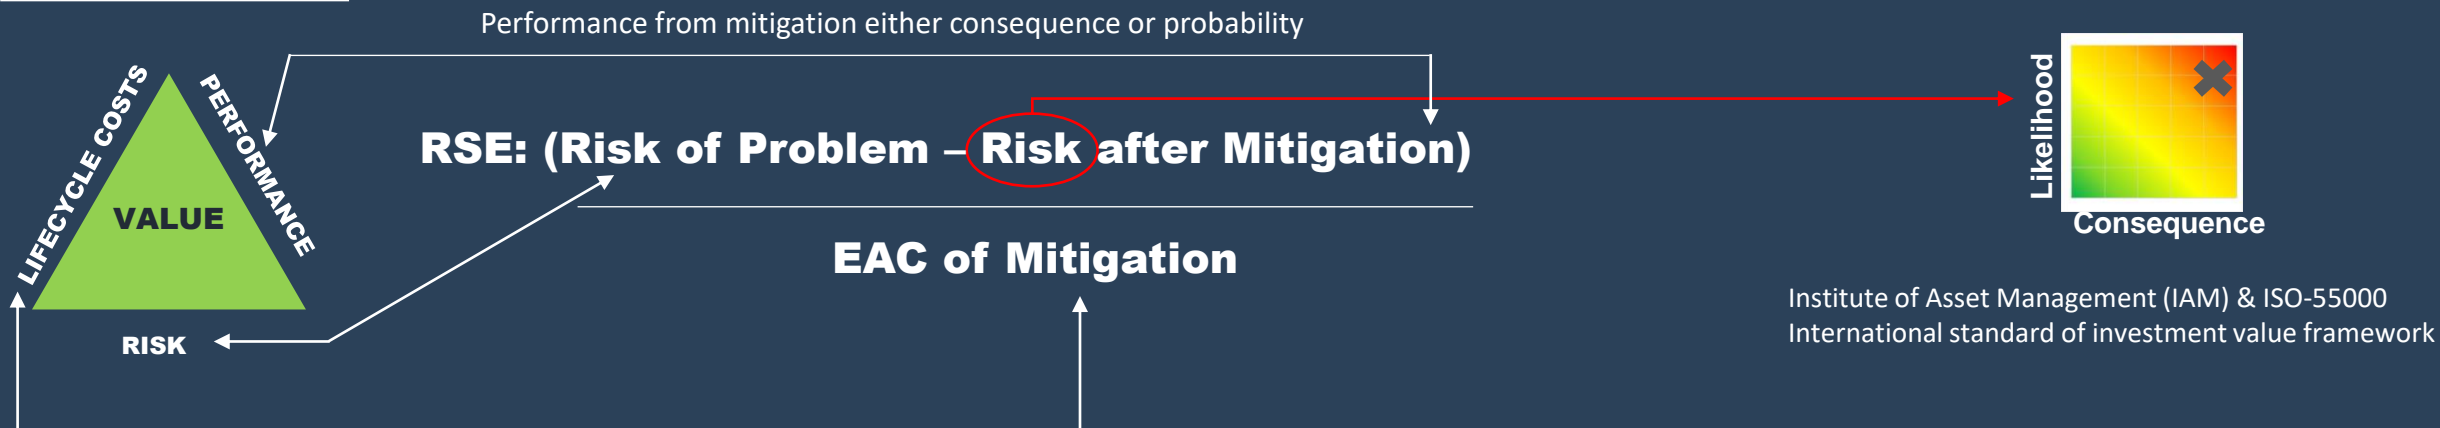 Performance from mitigation either consequence or probability
LIFECYCLE COSTS
PERFORMANCE
VALUE
RISK
RSE: (Risk of Problem – Risk after Mitigation)
EAC of Mitigation
Likelihood
Consequence
Institute of Asset Management (IAM) & ISO-55000
International standard of investment value framework